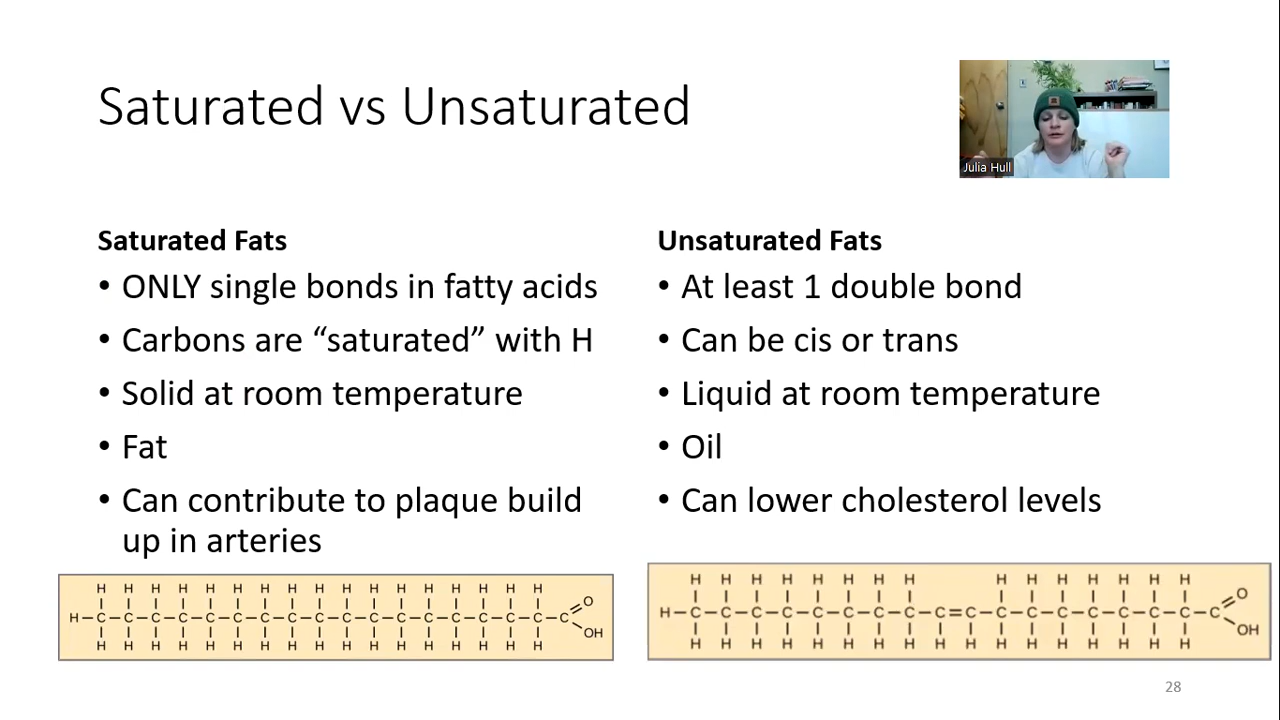 Saturated vs Unsaturated
Julia Hull
Saturated Fats
• ONLY single bonds in fatty acids
• Carbons are “saturated” with H
• Solid at room temperature
• Fat
• Can contribute to plaque build
up in arteries
Unsaturated Fats
• At least 1 double bond
• Can be cis or trans
• Liquid at room temperature
• Oil
• Can lower cholesterol levels
H H H H H H H H H H H H H H H H H
O
H–C–C–C–C–C–C–C–C–C–C–C–C–C–C–C–C–C–C
OH
H H H H H H H H H H H H H H H H H
H H H H H H H H H H H H H H H
O
H–C–C–C–C–C–C–C–C–C=C–C–C–C–C–C–C–C–C
OH
H H H H H H H H H H H H H H H H H
28